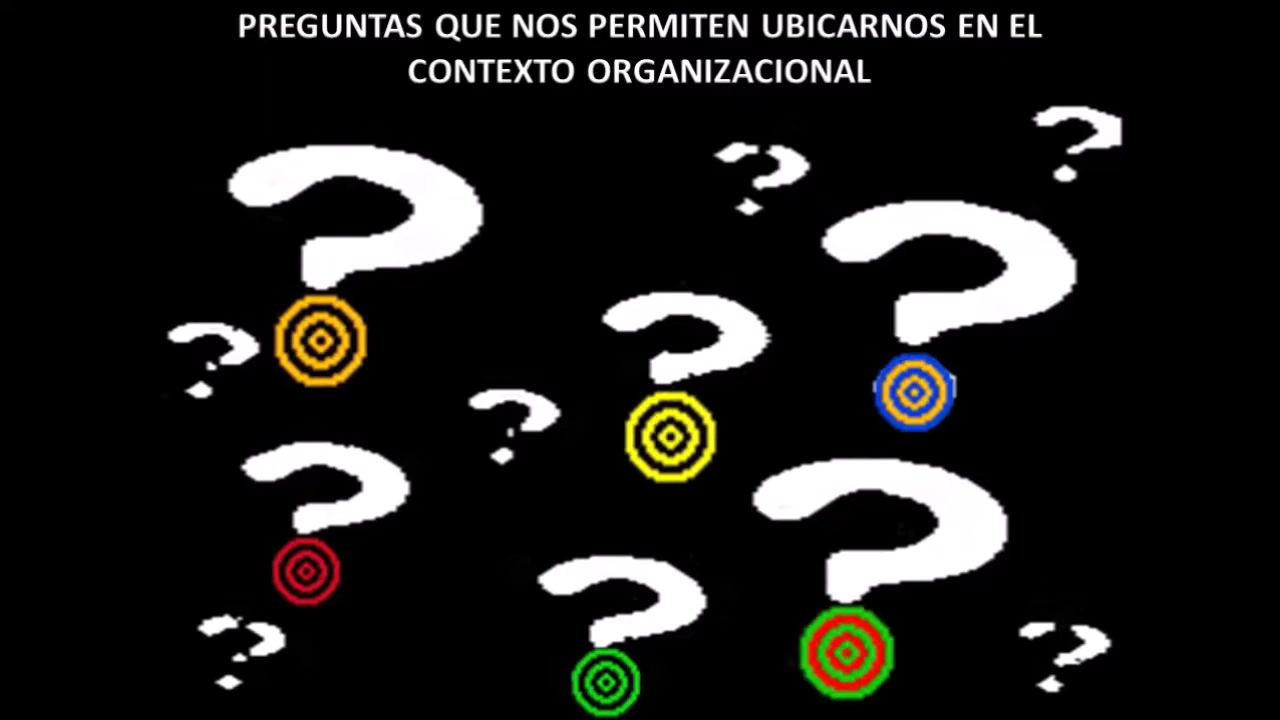 PREGUNTAS QUE NOS PERMITEN UBICARNOS EN EL
CONTEXTO ORGANIZACIONAL